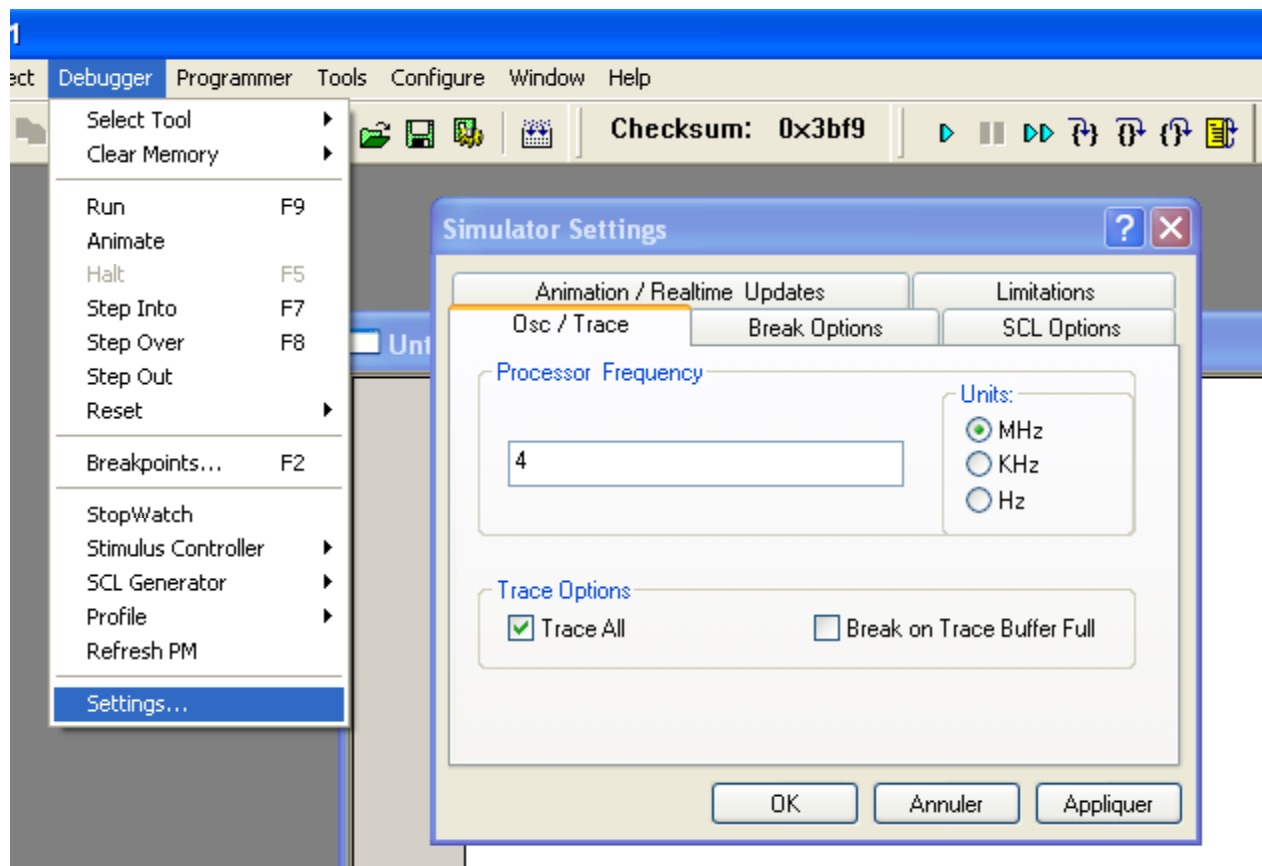 1
ect Debugger Programmer Tools Configure Window Help
Checksum: 0x3bf9
Select Tool
Clear Memory
Run F9
Animate
Halt F5
Step Into F7
Step Over F8
Step Out
Reset
Breakpoints... F2
StopWatch
Stimulus Controller
SCL Generator
Profile
Refresh PM
Settings...
Unt
Simulator Settings
Animation / Realtime Updates Limitations
Osc / Trace Break Options SCL Options
Processor Frequency
4
Units:
MHz
KHz
Hz
Trace Options
Trace All Break on Trace Buffer Full
OK Annuler Appliquer